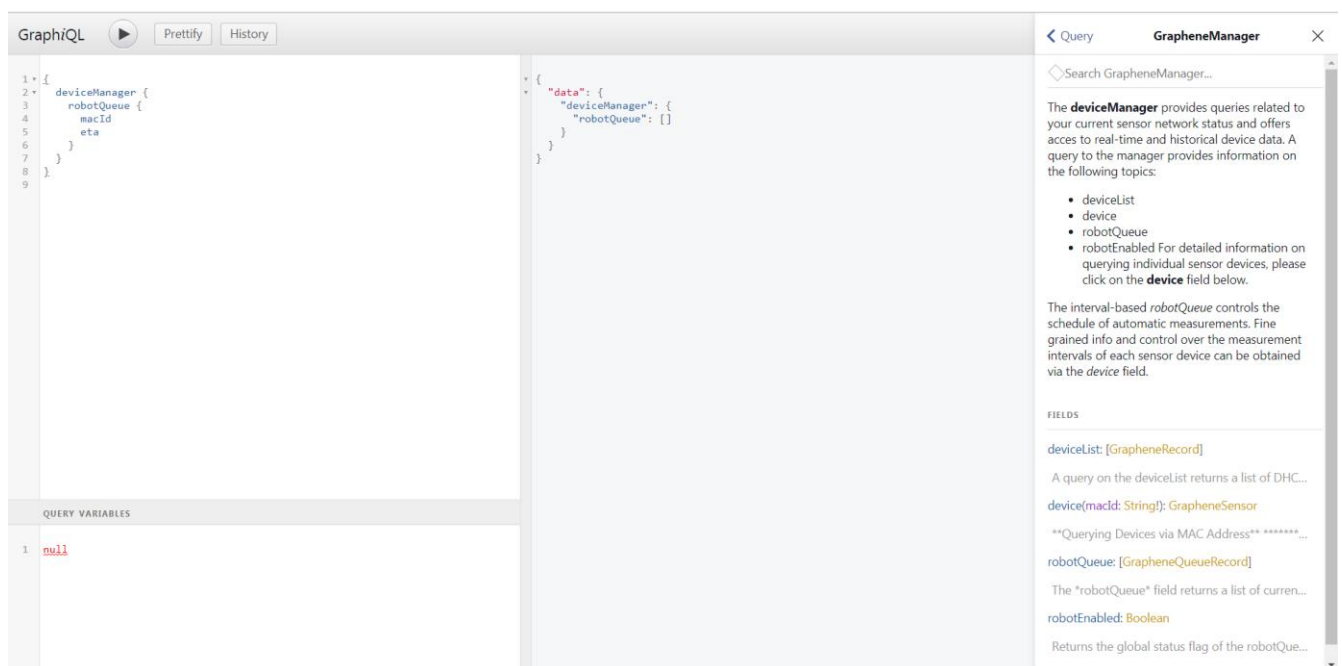 GraphiQL
Prettify
History
1 {
2 deviceManager {
3 robotQueue {
4 macId
5 eta
6 }
7 }
8 }
9
QUERY VARIABLES
1 null
{
"data": {
"deviceManager": {
"robotQueue": []
}
}
}
Query
GrapheneManager
Search GrapheneManager...
The deviceManager provides queries related to
your current sensor network status and offers
acces to real-time and historical device data. A
query to the manager provides information on
the following topics:
• deviceList
• device
• robotQueue
• robotEnabled For detailed information on
querying individual sensor devices, please
click on the device field below.
The interval-based robotQueue controls the
schedule of automatic measurements. Fine
grained info and control over the measurement
intervals of each sensor device can be obtained
via the device field.
FIELDS
deviceList: [GrapheneRecord]
A query on the deviceList returns a list of DHC...
device(macId: String!): GrapheneSensor
**Querying Devices via MAC Address** *******...
robotQueue: [GrapheneQueueRecord]
The *robotQueue* field returns a list of curren...
robotEnabled: Boolean
Returns the global status flag of the robotQue...